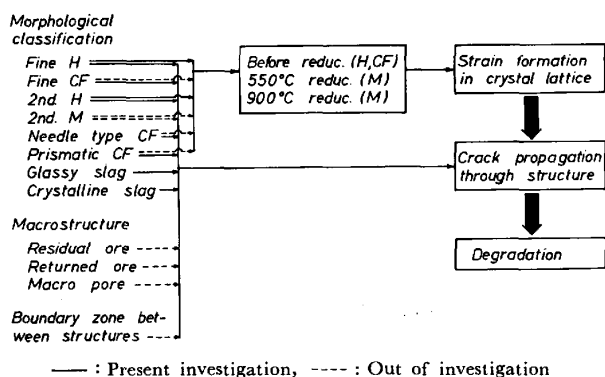 Morphological
classification
Fine H
Fine CF
2nd. H
2nd. M
Needle type CF
Prismatic CF
Glassy slag
Crystalline slag
Macrostructure
Residual ore
Returned ore
Macro pore
Boundary zone bet-
ween structures
Before reduc. (H,CF)
550°C reduc. (M)
900°C reduc. (M)
Strain formation
in crystal lattice
Crack propagation
through structure
Degradation
—— : Present investigation, ---- : Out of investigation